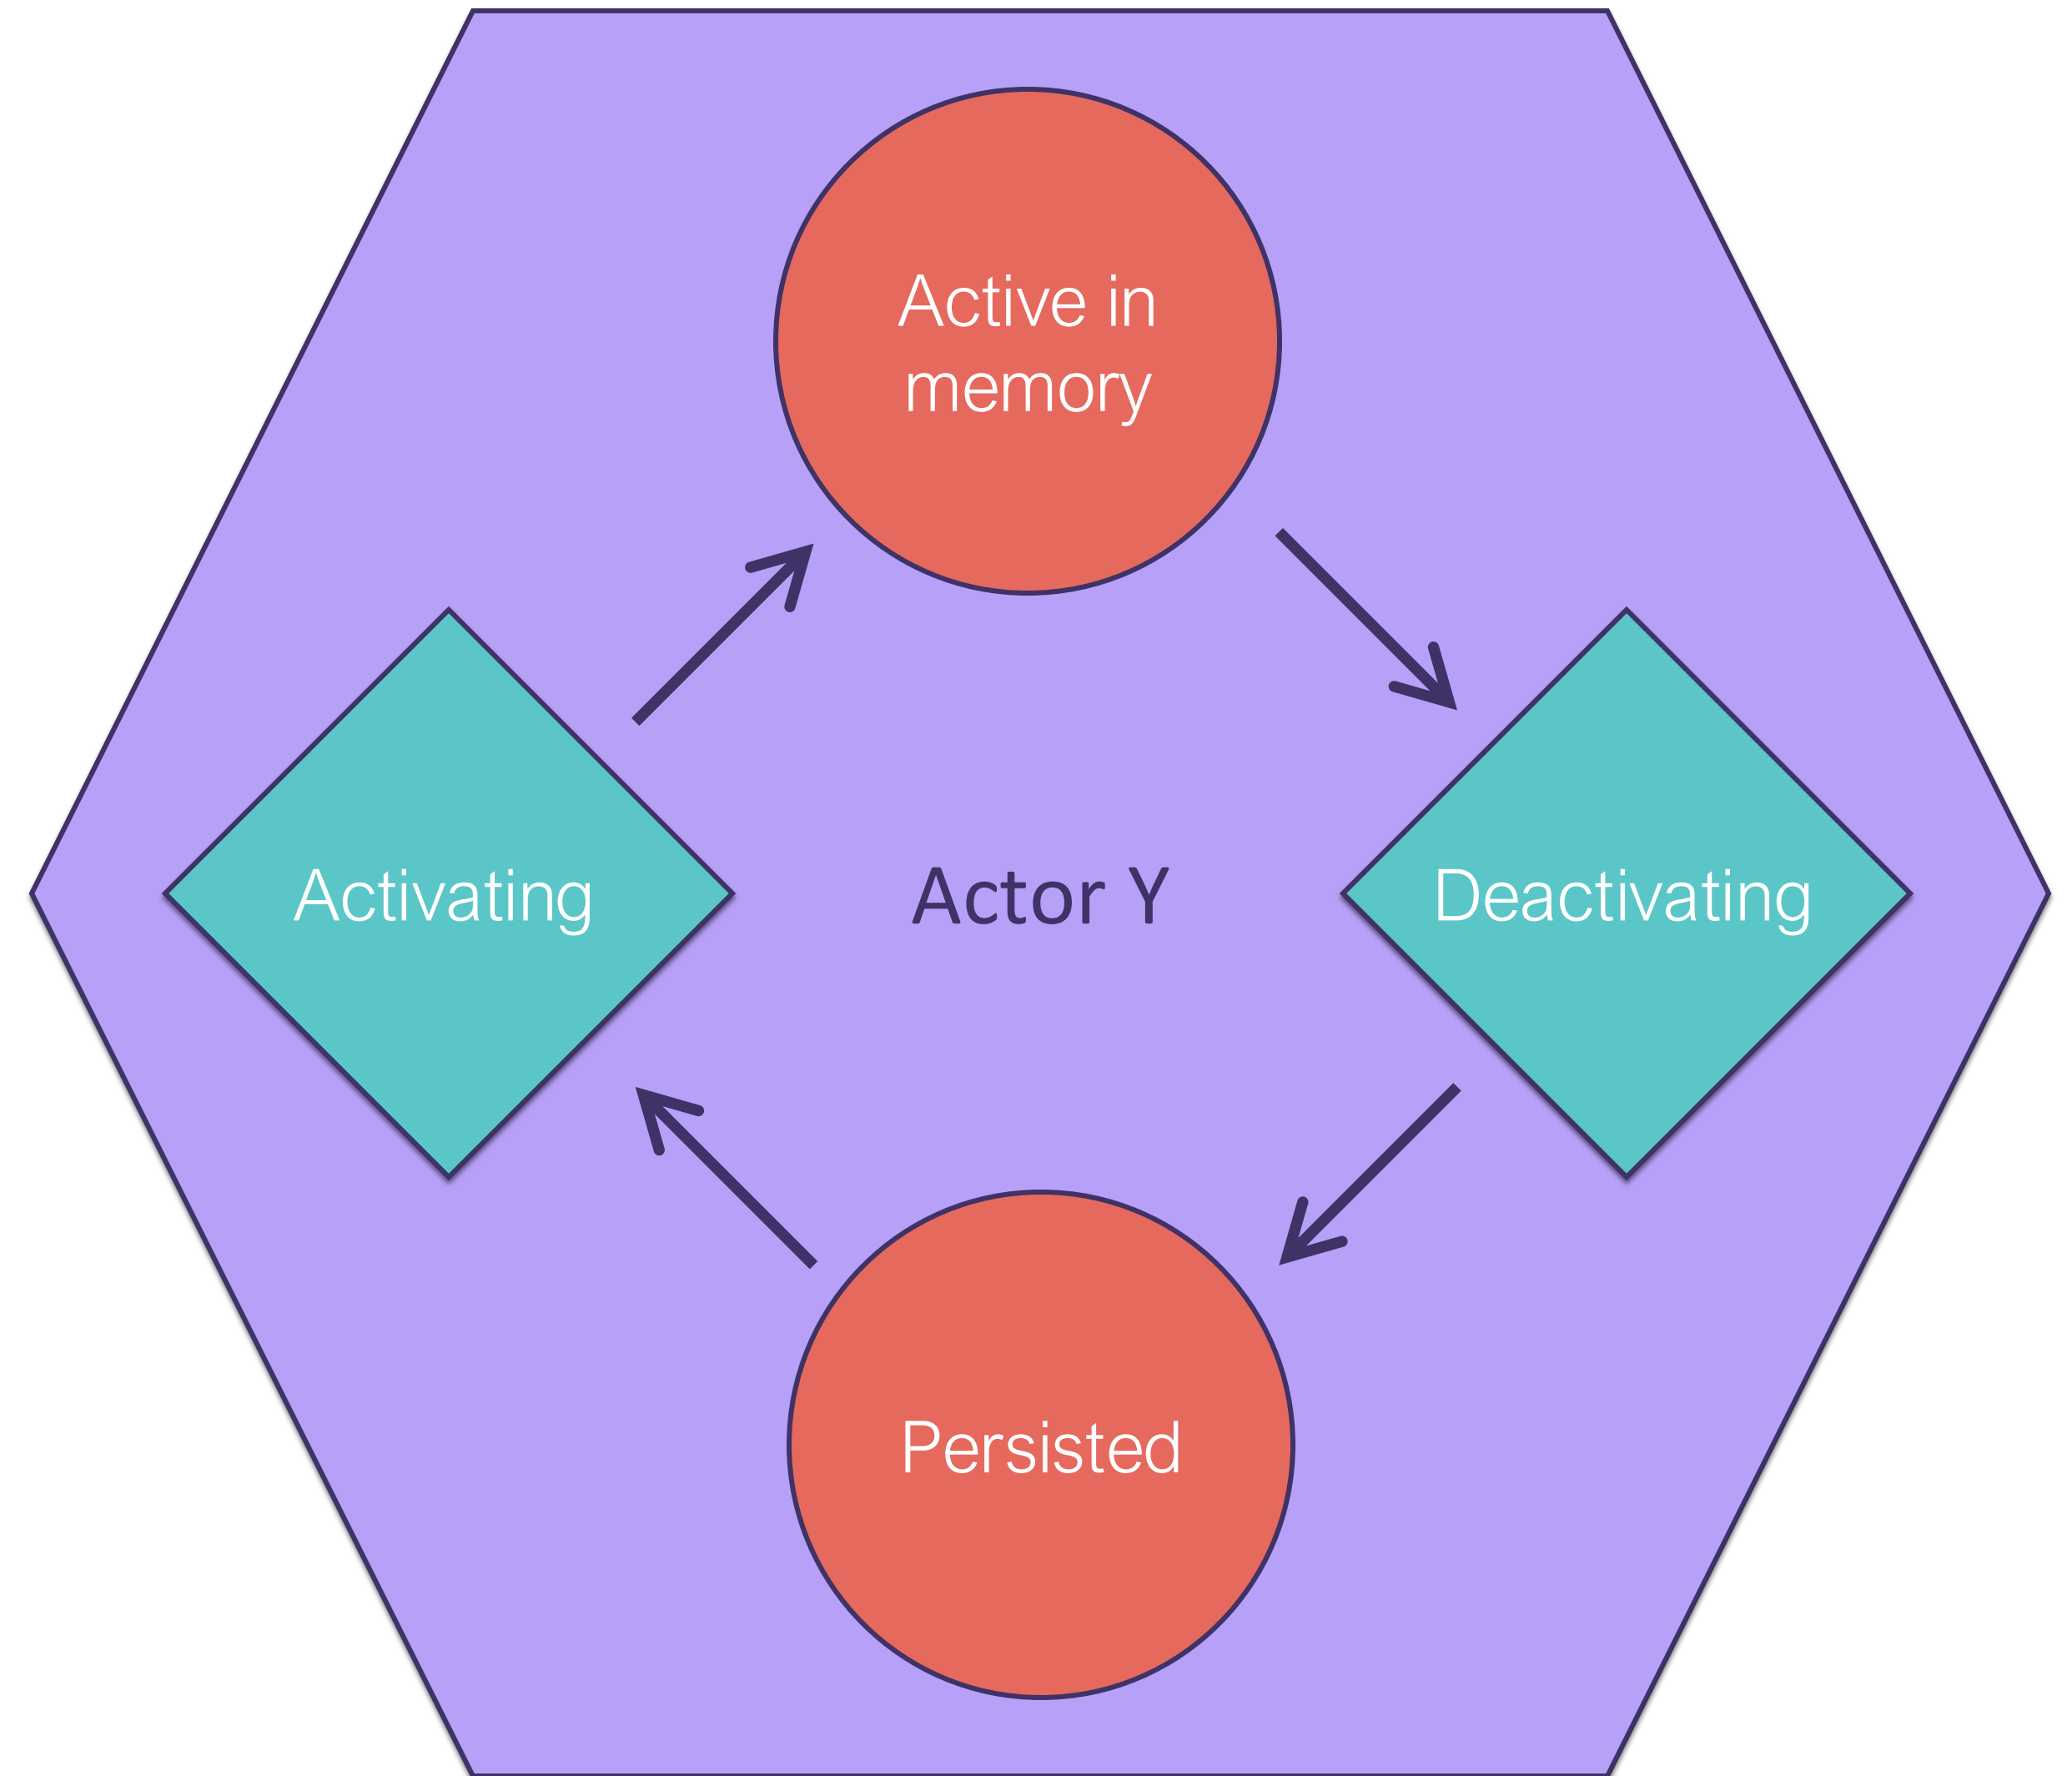 Active in
memory
Activating
Actor Y
Deactivating
Persisted